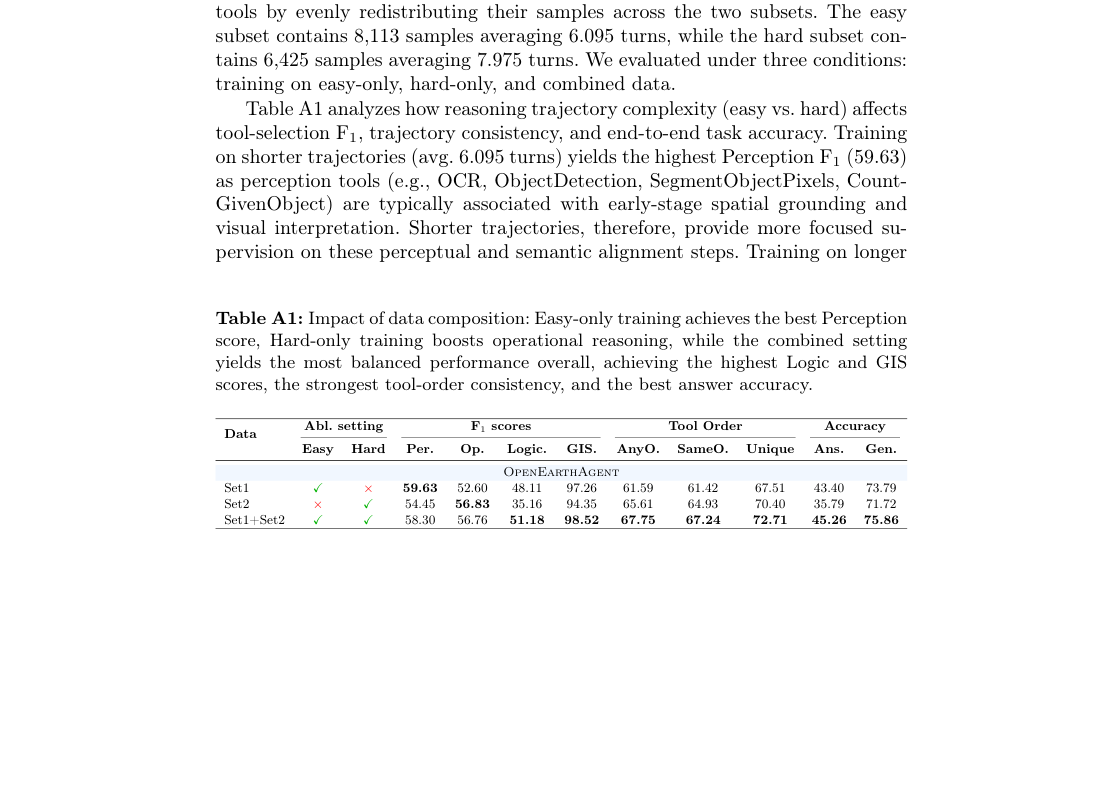 tools by evenly redistributing their samples across the two subsets. The easy
subset contains 8,113 samples averaging 6.095 turns, while the hard subset con-
tains 6,425 samples averaging 7.975 turns. We evaluated under three conditions:
training on easy-only, hard-only, and combined data.
Table A1 analyzes how reasoning trajectory complexity (easy vs. hard) affects
tool-selection F₁, trajectory consistency, and end-to-end task accuracy. Training
on shorter trajectories (avg. 6.095 turns) yields the highest Perception F₁ (59.63)
as perception tools (e.g., OCR, ObjectDetection, SegmentObjectPixels, Count-
GivenObject) are typically associated with early-stage spatial grounding and
visual interpretation. Shorter trajectories, therefore, provide more focused su-
pervision on these perceptual and semantic alignment steps. Training on longer
Table A1: Impact of data composition: Easy-only training achieves the best Perception
score, Hard-only training boosts operational reasoning, while the combined setting
yields the most balanced performance overall, achieving the highest Logic and GIS
scores, the strongest tool-order consistency, and the best answer accuracy.
Data Abl. setting F₁ scores Tool Order Accuracy
Easy Hard Per. Op. Logic. GIS. AnyO. SameO. Unique Ans. Gen.
OpenEarthAgent
Set1 ✓ × 59.63 52.60 48.11 97.26 61.59 61.42 67.51 43.40 73.79
Set2 × ✓ 54.45 56.83 35.16 94.35 65.61 64.93 70.40 35.79 71.72
Set1+Set2 ✓ ✓ 58.30 56.76 51.18 98.52 67.75 67.24 72.71 45.26 75.86